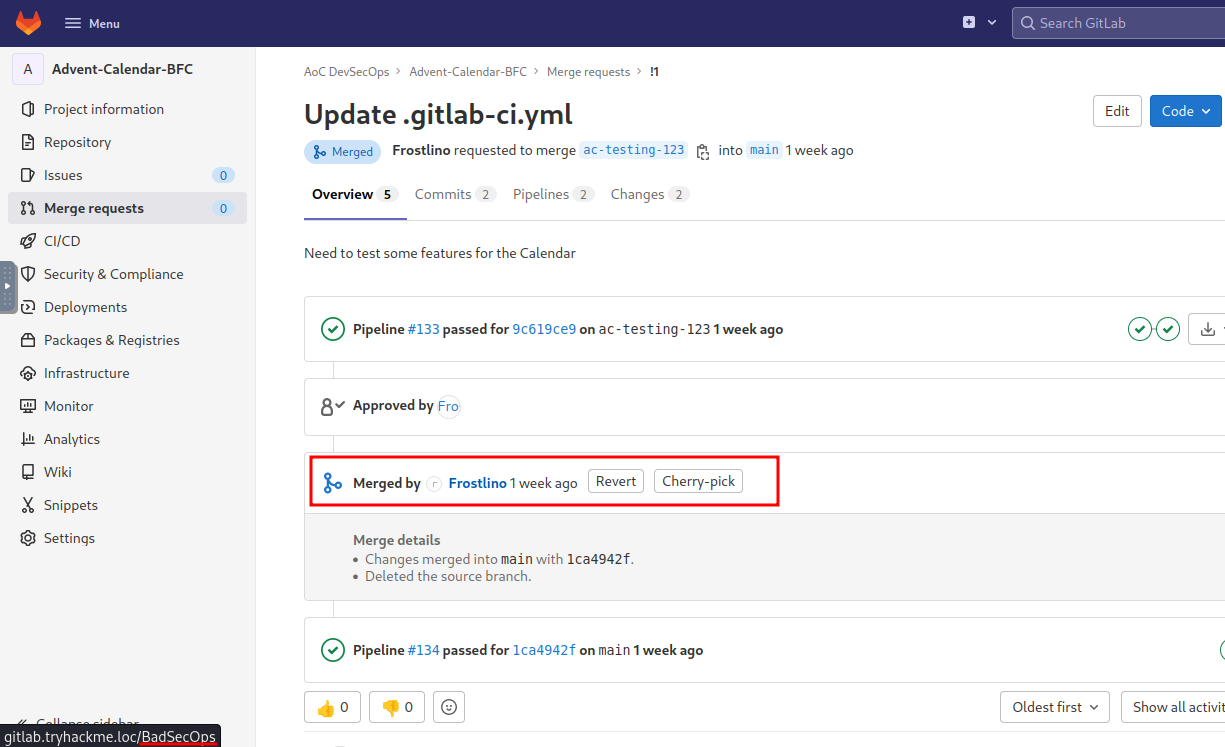 Menu
Search GitLab
A Advent-Calendar-BFC
AoC DevSecOps › Advent-Calendar-BFC › Merge requests › !1
Project information
Repository
Issues 0
Merge requests 0
CI/CD
Security & Compliance
Deployments
Packages & Registries
Infrastructure
Monitor
Analytics
Wiki
Snippets
Settings
Collapse sidebar
gitlab.tryhackme.loc/BadSecOps
Update .gitlab-ci.yml
Edit
Code
Merged Frostlino requested to merge ac-testing-123 into main 1 week ago
Overview 5 Commits 2 Pipelines 2 Changes 2
Need to test some features for the Calendar
Pipeline #133 passed for 9c619ce9 on ac-testing-123 1 week ago
Approved by Fro
Merged by Frostlino 1 week ago Revert Cherry-pick
Merge details
• Changes merged into main with 1ca4942f.
• Deleted the source branch.
Pipeline #134 passed for 1ca4942f on main 1 week ago
👍 0 👎 0
Oldest first
Show all activit